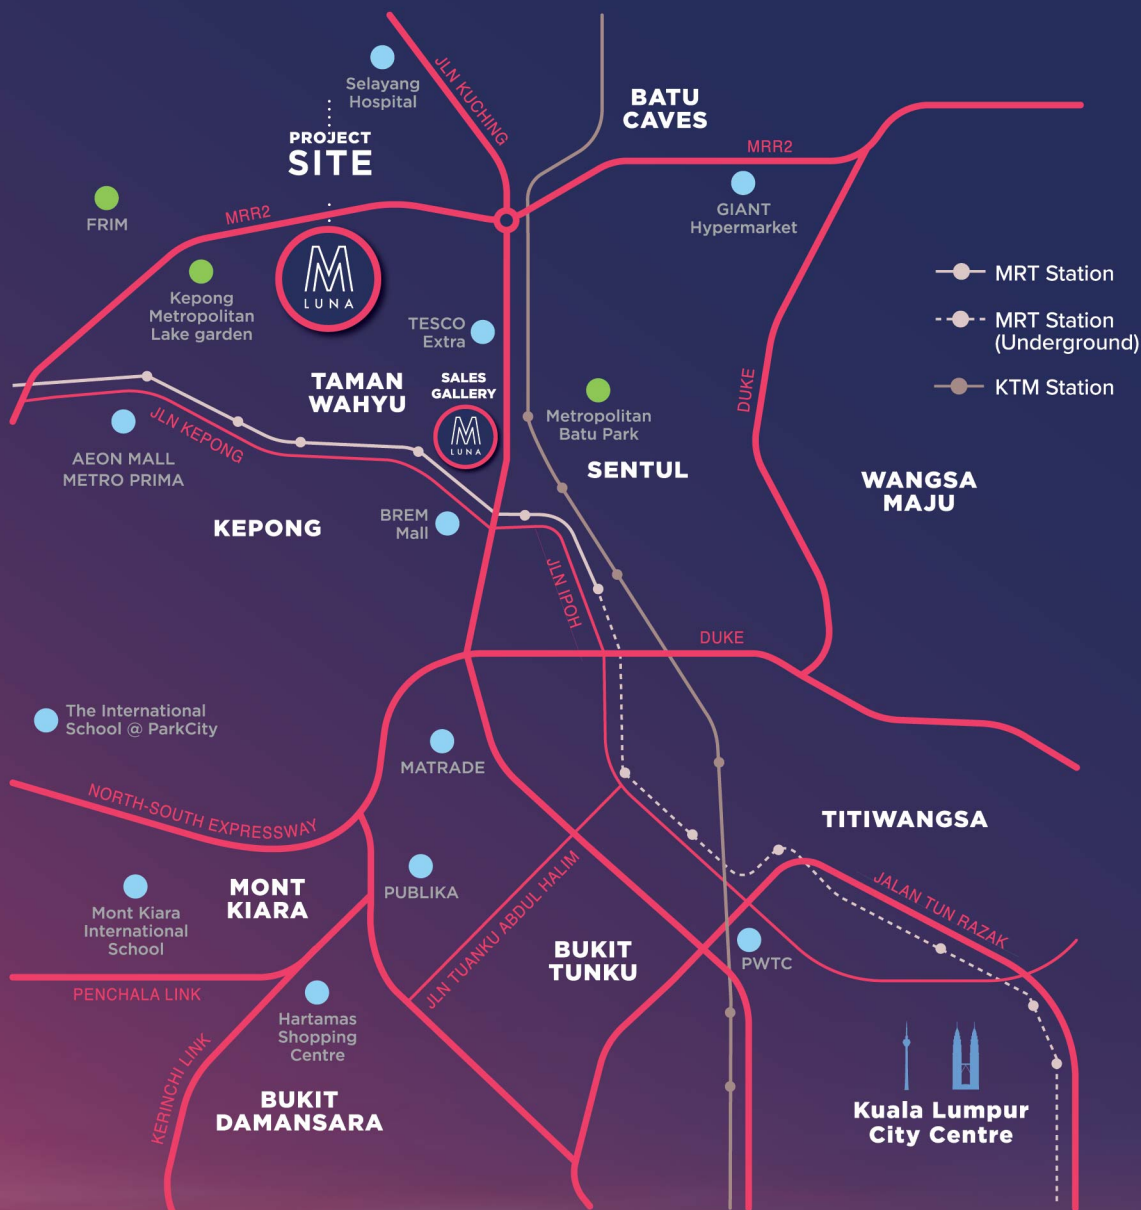 Selayang
Hospital
JLN KUCHING
BATU
CAVES
PROJECT
SITE
MRR2
MRR2
FRIM
GIANT
Hypermarket
M
LUNA
Kepong
Metropolitan
Lake garden
TESCO
Extra
MRT Station
MRT Station
(Underground)
KTM Station
TAMAN
WAHYU
SALES
GALLERY
M
LUNA
DUKE
Metropolitan
Batu Park
JLN KEPONG
AEON MALL
METRO PRIMA
SENTUL
WANGSA
MAJU
KEPONG
BREM
Mall
JLN IPOH
DUKE
The International
School @ ParkCity
MATRADE
NORTH-SOUTH EXPRESSWAY
TITIWANGSA
MONT
KIARA
PUBLIKA
JLN TUANKU ABDUL HALIM
JALAN TUN RAZAK
Mont Kiara
International
School
BUKIT
TUNKU
PWTC
PENCHALA LINK
Hartamas
Shopping
Centre
KERINCHI LINK
BUKIT
DAMANSARA
Kuala Lumpur
City Centre